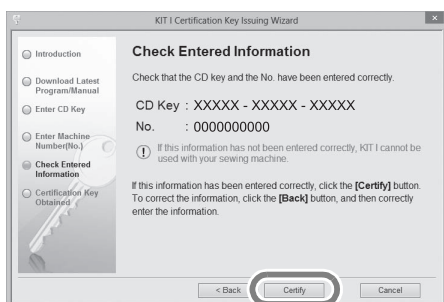 KIT I Certification Key Issuing Wizard
Introduction
Download Latest
Program/Manual
Enter CD Key
Enter Machine
Number(No.)
Check Entered
Information
Certification Key
Obtained
Check Entered Information
Check that the CD key and the No. have been entered correctly.
CD Key : XXXXX - XXXXX - XXXXX
No. : 0000000000
If this information has not been entered correctly, KIT I cannot be
used with your sewing machine.
If this information has been entered correctly, click the [Certify] button.
To correct the information, click the [Back] button, and then correctly
enter the information.
< Back
Certify
Cancel